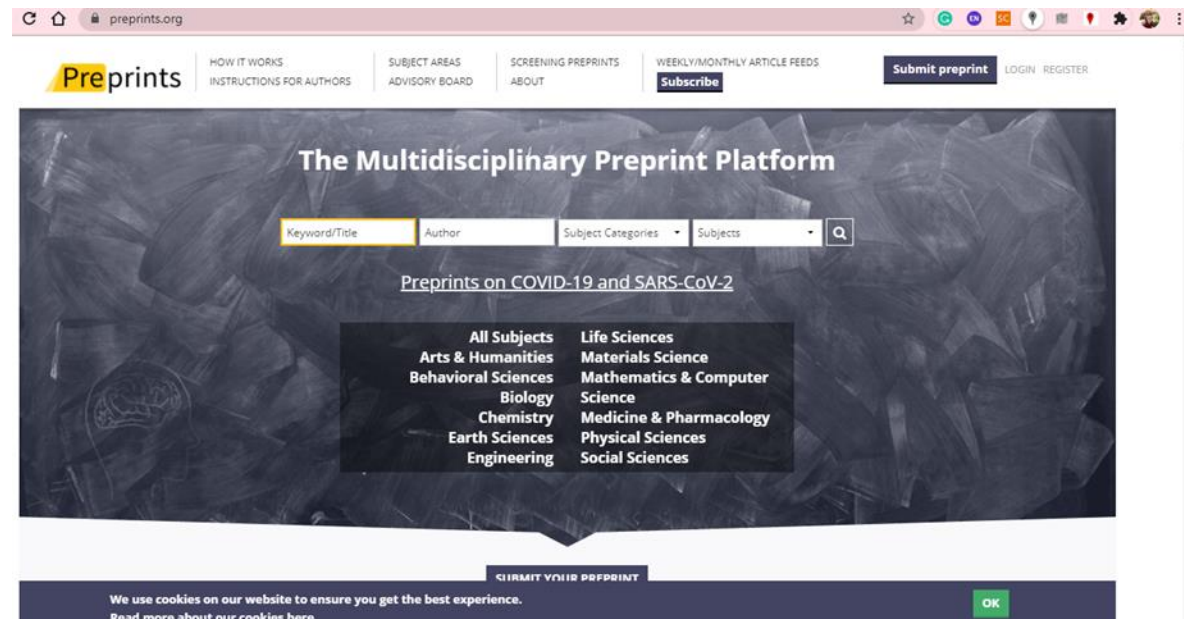 preprints.org
Preprints
HOW IT WORKS
INSTRUCTIONS FOR AUTHORS
SUBJECT AREAS
ADVISORY BOARD
SCREENING PREPRINTS
ABOUT
WEEKLY/MONTHLY ARTICLE FEEDS
Subscribe
Submit preprint
LOGIN REGISTER
The Multidisciplinary Preprint Platform
Keyword/Title
Author
Subject Categories
Subjects
Preprints on COVID-19 and SARS-CoV-2
All Subjects
Arts & Humanities
Behavioral Sciences
Biology
Chemistry
Earth Sciences
Engineering
Life Sciences
Materials Science
Mathematics & Computer
Science
Medicine & Pharmacology
Physical Sciences
Social Sciences
SUBMIT YOUR PREPRINT
We use cookies on our website to ensure you get the best experience.
Read more about our cookies here
OK